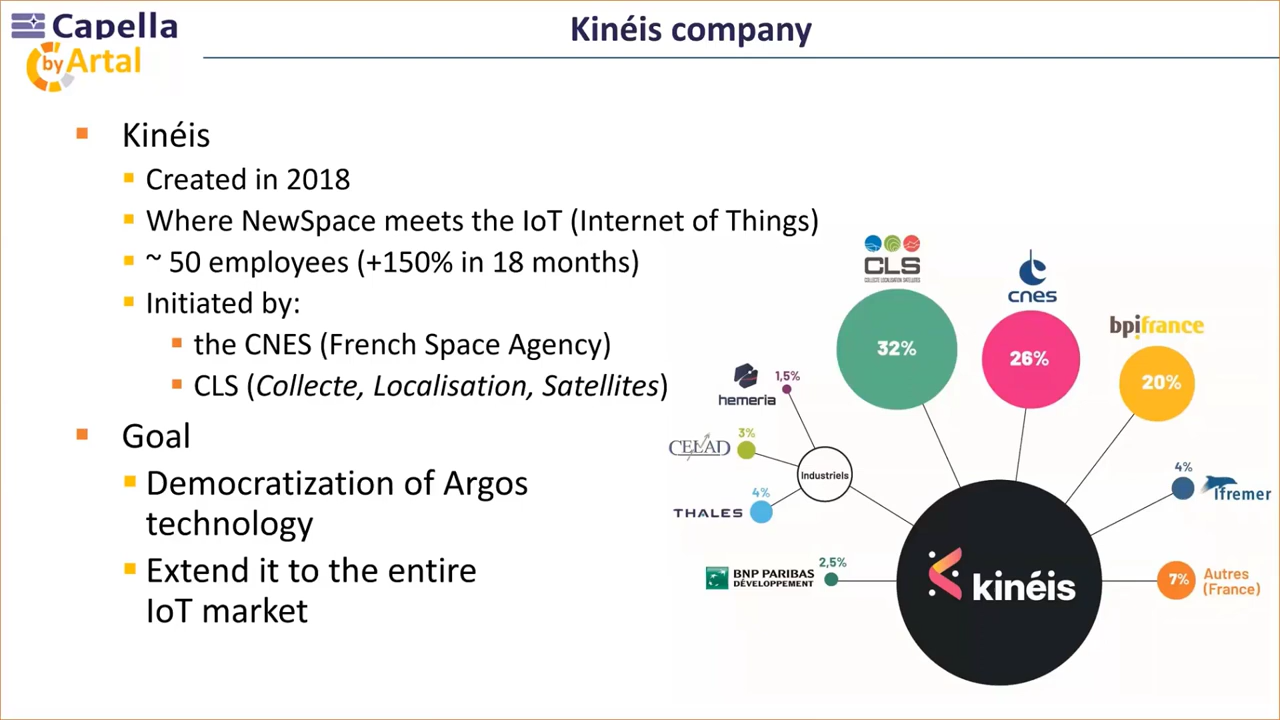 Capella
by Artal
Kinéis company
Kinéis
Created in 2018
Where NewSpace meets the IoT (Internet of Things)
~ 50 employees (+150% in 18 months)
Initiated by:
the CNES (French Space Agency)
CLS (Collecte, Localisation, Satellites)
Goal
Democratization of Argos
technology
Extend it to the entire
IoT market
CLS
COLLECTE LOCALISATION SATELLITES
32%
cnes
26%
bpifrance
20%
hemeria
1,5%
CELAD
3%
Industriels
THALES
4%
BNP PARIBAS
DÉVELOPPEMENT
2,5%
kinéis
4%
Ifremer
7%
Autres
(France)